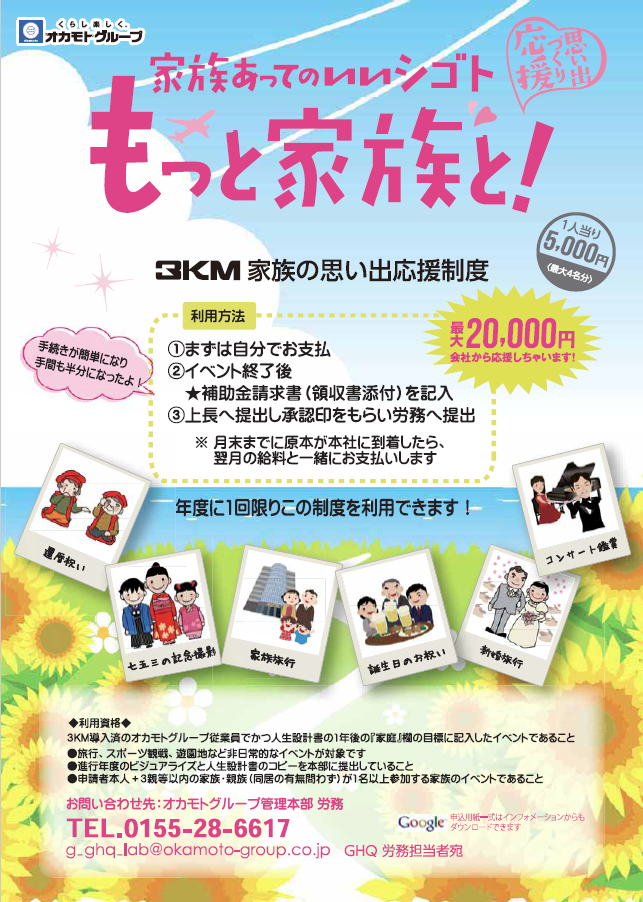 くらし楽しく。
オカモトグループ
OKAMOTO
家族あってのいいシゴト
思い出
づくり
応援
もっと家族と!
1人当り
5,000円
(最大4名分)
3KM 家族の思い出応援制度
利用方法
最大20,000円
会社から応援しちゃいます!
手続きが簡単になり
手間も半分になったよ!
①まずは自分でお支払
②イベント終了後
★補助金請求書(領収書添付)を記入
③上長へ提出し承認印をもらい労務へ提出
※ 月末までに原本が本社に到着したら、
翌月の給料と一緒にお支払いします
年度に1回限りこの制度を利用できます!
還暦祝い
七五三の記念撮影
家族旅行
誕生日のお祝い
新婚旅行
コンサート鑑賞
◆利用資格◆
3KM導入済のオカモトグループ従業員でかつ人生設計書の1年後の『家庭』欄の目標に記入したイベントであること
●旅行、スポーツ観戦、遊園地など非日常的なイベントが対象です
●進行年度のビジュアライズと人生設計書のコピーを本部に提出していること
●申請者本人+3親等以内の家族・親族(同居の有無問わず)が1名以上参加する家族のイベントであること
お問い合わせ先:オカモトグループ管理本部 労務
TEL.0155-28-6617
g_ghq_lab@okamoto-group.co.jp GHQ 労務担当者宛
Google
申込用紙一式はインフォメーションからも
ダウンロードできます